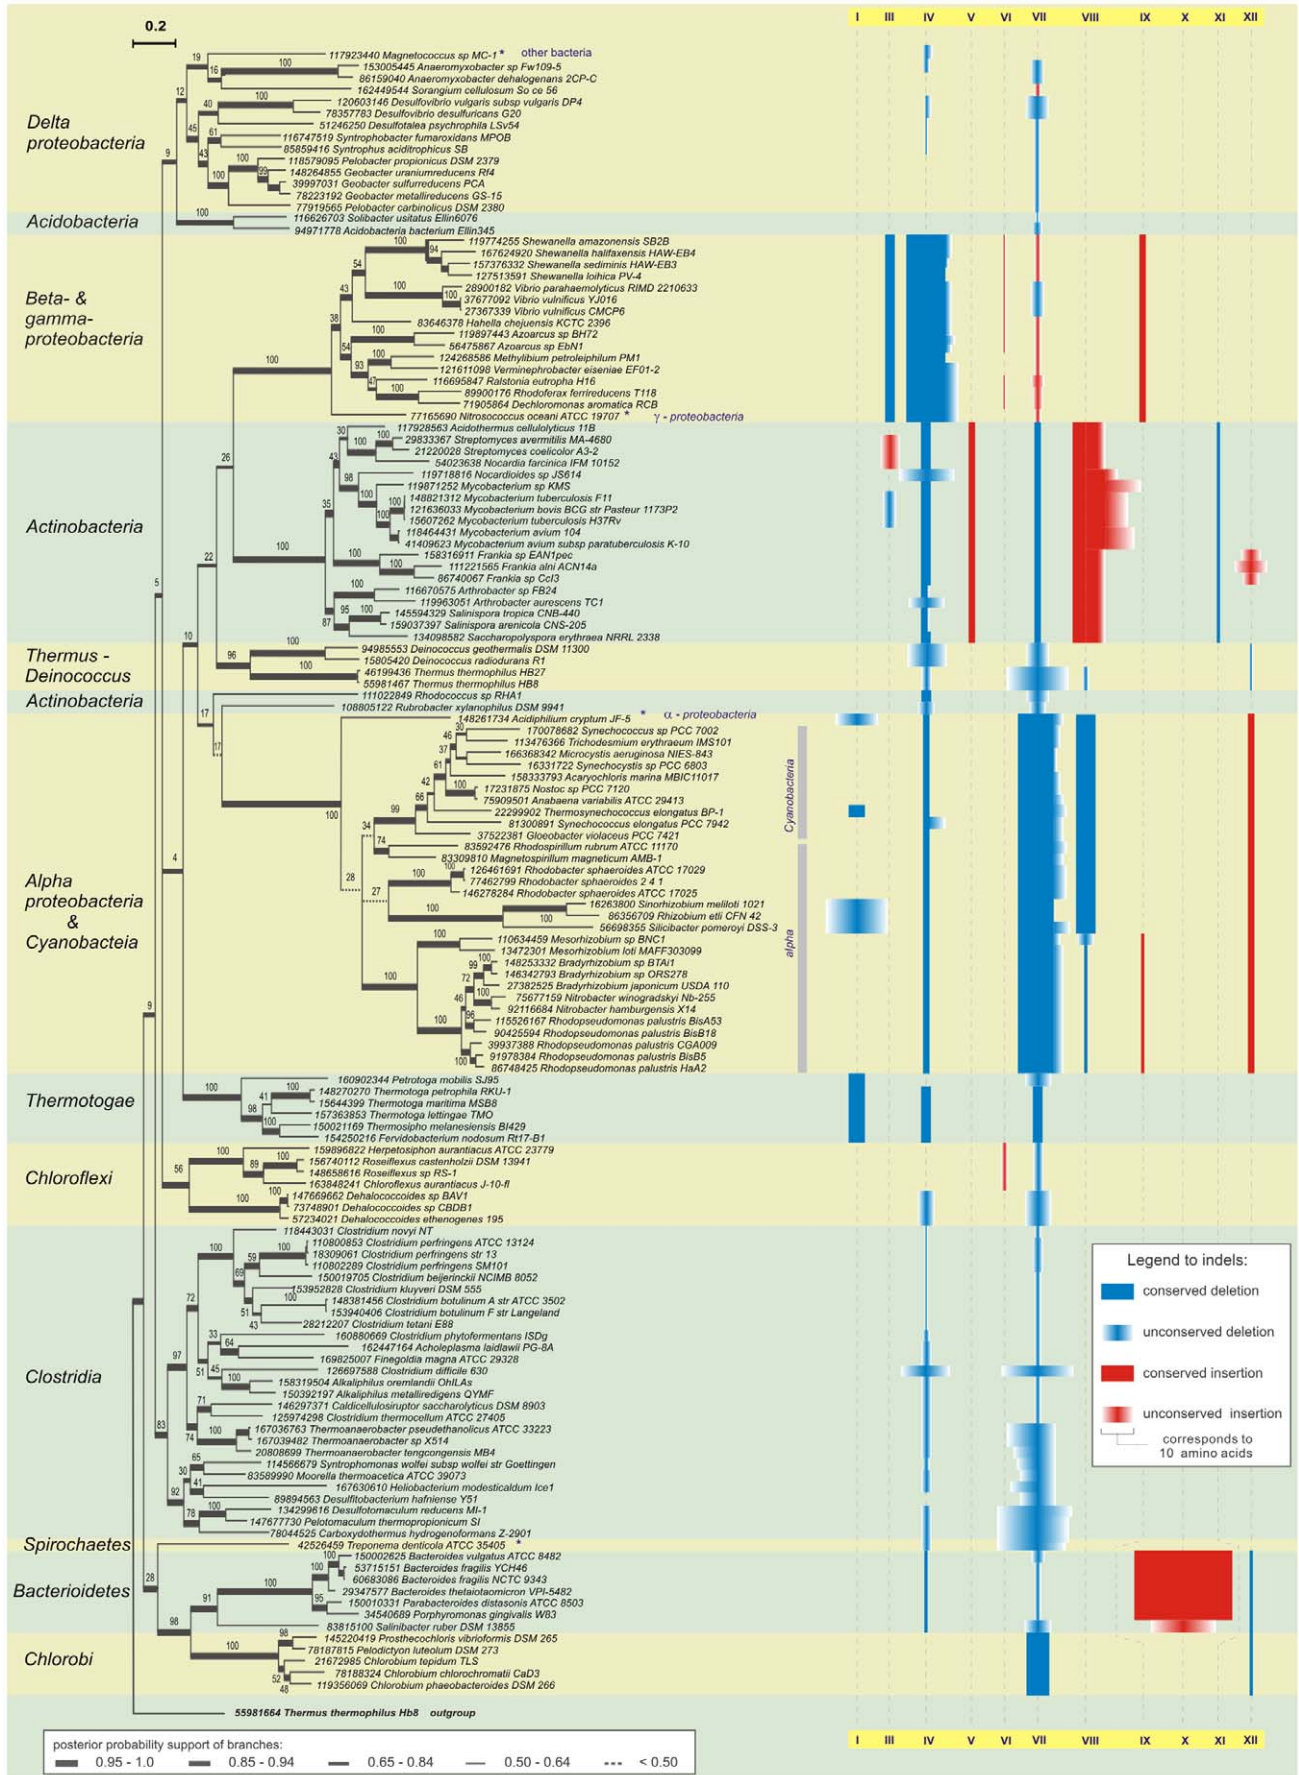 0.2
I III IV V VI VII VIII IX X XI XII
Delta
proteobacteria
117923440 Magnetococcus sp MC-1 * other bacteria
153005445 Anaeromyxobacter sp Fw109-5
86159040 Anaeromyxobacter dehalogenans 2CP-C
162449544 Sorangium cellulosum So ce 56
120603146 Desulfovibrio vulgaris subsp vulgaris DP4
78357783 Desulfovibrio desulfuricans G20
51246250 Desulfotalea psychrophila LSv54
116747519 Syntrophobacter fumaroxidans MPOB
85859416 Syntrophus aciditrophicus SB
118579095 Pelobacter propionicus DSM 2379
148264855 Geobacter uraniumreducens Rf4
39997031 Geobacter sulfurreducens PCA
78223192 Geobacter metallireducens GS-15
77919565 Pelobacter carbinolicus DSM 2380
Acidobacteria
116626703 Solibacter usitatus Ellin6076
94971778 Acidobacteria bacterium Ellin345
Beta- &
gamma-
proteobacteria
119774255 Shewanella amazonensis SB2B
167624920 Shewanella halifaxensis HAW-EB4
157376332 Shewanella sediminis HAW-EB3
127513591 Shewanella loihica PV-4
28900182 Vibrio parahaemolyticus RIMD 2210633
37677092 Vibrio vulnificus YJ016
27367339 Vibrio vulnificus CMCP6
83646378 Hahella chejuensis KCTC 2396
119897443 Azoarcus sp BH72
56475867 Azoarcus sp EbN1
124268586 Methylibium petroleiphilum PM1
121611098 Verminephrobacter eiseniae EF01-2
116695847 Ralstonia eutropha H16
89900176 Rhodoferax ferrireducens T118
71905864 Dechloromonas aromatica RCB
77165690 Nitrosococcus oceani ATCC 19707 * γ - proteobacteria
Actinobacteria
117928563 Acidothermus cellulolyticus 11B
29833367 Streptomyces avermitilis MA-4680
21220028 Streptomyces coelicolor A3-2
54023638 Nocardia farcinica IFM 10152
119718816 Nocardioides sp JS614
119871252 Mycobacterium sp KMS
148821312 Mycobacterium tuberculosis F11
121636033 Mycobacterium bovis BCG str Pasteur 1173P2
15607262 Mycobacterium tuberculosis H37Rv
118464431 Mycobacterium avium 104
41409623 Mycobacterium avium subsp paratuberculosis K-10
158316911 Frankia sp EAN1pec
111221565 Frankia alni ACN14a
86740067 Frankia sp CcI3
116670575 Arthrobacter sp FB24
119963051 Arthrobacter aurescens TC1
145594329 Salinispora tropica CNB-440
159037397 Salinispora arenicola CNS-205
134098582 Saccharopolyspora erythraea NRRL 2338
Thermus -
Deinococcus
94985553 Deinococcus geothermalis DSM 11300
15805420 Deinococcus radiodurans R1
46199436 Thermus thermophilus HB27
55981467 Thermus thermophilus HB8
Actinobacteria
111022849 Rhodococcus sp RHA1
108805122 Rubrobacter xylanophilus DSM 9941
Alpha
proteobacteria
&
Cyanobacteia
148261734 Acidiphilium cryptum JF-5 * α - proteobacteria
170078682 Synechococcus sp PCC 7002
113476366 Trichodesmium erythraeum IMS101
166368342 Microcystis aeruginosa NIES-843
16331722 Synechocystis sp PCC 6803
158333793 Acaryochloris marina MBIC11017
17231875 Nostoc sp PCC 7120
75909501 Anabaena variabilis ATCC 29413
22299902 Thermosynechococcus elongatus BP-1
81300891 Synechococcus elongatus PCC 7942
37522381 Gloeobacter violaceus PCC 7421
Cyanobacteria
83592476 Rhodospirillum rubrum ATCC 11170
83309810 Magnetospirillum magneticum AMB-1
126461691 Rhodobacter sphaeroides ATCC 17029
77462799 Rhodobacter sphaeroides 2 4 1
146278284 Rhodobacter sphaeroides ATCC 17025
16263800 Sinorhizobium meliloti 1021
86356709 Rhizobium etli CFN 42
56698355 Silicibacter pomeroyi DSS-3
110634459 Mesorhizobium sp BNC1
13472301 Mesorhizobium loti MAFF303099
148253332 Bradyrhizobium sp BTAi1
146342793 Bradyrhizobium sp ORS278
27382525 Bradyrhizobium japonicum USDA 110
75677159 Nitrobacter winogradskyi Nb-255
92116684 Nitrobacter hamburgensis X14
115526167 Rhodopseudomonas palustris BisA53
90425594 Rhodopseudomonas palustris BisB18
39937388 Rhodopseudomonas palustris CGA009
91978384 Rhodopseudomonas palustris BisB5
86748425 Rhodopseudomonas palustris HaA2
alpha
Thermotogae
160902344 Petrotoga mobilis SJ95
148270270 Thermotoga petrophila RKU-1
15644399 Thermotoga maritima MSB8
157363853 Thermotoga lettingae TMO
150021169 Thermosipho melanesiensis BI429
154250216 Fervidobacterium nodosum Rt17-B1
Chloroflexi
159896822 Herpetosiphon aurantiacus ATCC 23779
156740112 Roseiflexus castenholzii DSM 13941
148658616 Roseiflexus sp RS-1
163848241 Chloroflexus aurantiacus J-10-fl
147669662 Dehalococcoides sp BAV1
73748901 Dehalococcoides sp CBDB1
57234021 Dehalococcoides ethenogenes 195
Clostridia
118443031 Clostridium novyi NT
110800853 Clostridium perfringens ATCC 13124
18309061 Clostridium perfringens str 13
110802289 Clostridium perfringens SM101
150019705 Clostridium beijerinckii NCIMB 8052
153952828 Clostridium kluyveri DSM 555
148381456 Clostridium botulinum A str ATCC 3502
153940406 Clostridium botulinum F str Langeland
28212207 Clostridium tetani E88
160880669 Clostridium phytofermentans ISDg
162447164 Acholeplasma laidlawii PG-8A
169825007 Finegoldia magna ATCC 29328
126697588 Clostridium difficile 630
158319504 Alkaliphilus oremlandii OhILAs
150392197 Alkaliphilus metalliredigens QYMF
146297371 Caldicellulosiruptor saccharolyticus DSM 8903
125974298 Clostridium thermocellum ATCC 27405
167036763 Thermoanaerobacter pseudethanolicus ATCC 33223
167039482 Thermoanaerobacter sp X514
20808699 Thermoanaerobacter tengcongensis MB4
114566679 Syntrophomonas wolfei subsp wolfei str Goettingen
83589990 Moorella thermoacetica ATCC 39073
167630610 Heliobacterium modesticaldum Ice1
89894563 Desulfitobacterium hafniense Y51
134299616 Desulfotomaculum reducens MI-1
147677730 Pelotomaculum thermopropionicum SI
78044525 Carboxydothermus hydrogenoformans Z-2901
Legend to indels:
conserved deletion
unconserved deletion
conserved insertion
unconserved insertion
corresponds to
10 amino acids
Spirochaetes
42526459 Treponema denticola ATCC 35405 *
Bacterioidetes
150002625 Bacteroides vulgatus ATCC 8482
53715151 Bacteroides fragilis YCH46
60683086 Bacteroides fragilis NCTC 9343
29347577 Bacteroides thetaiotaomicron VPI-5482
150010331 Parabacteroides distasonis ATCC 8503
34540689 Porphyromonas gingivalis W83
83815100 Salinibacter ruber DSM 13855
Chlorobi
145220419 Prosthecochloris vibrioformis DSM 265
78187815 Pelodictyon luteolum DSM 273
21672985 Chlorobium tepidum TLS
78188324 Chlorobium chlorochromatii CaD3
119356069 Chlorobium phaeobacteroides DSM 266
55981664 Thermus thermophilus Hb8 outgroup
I III IV V VI VII VIII IX X XI XII
posterior probability support of branches:
0.95 - 1.0 0.85 - 0.94 0.65 - 0.84 0.50 - 0.64 < 0.50